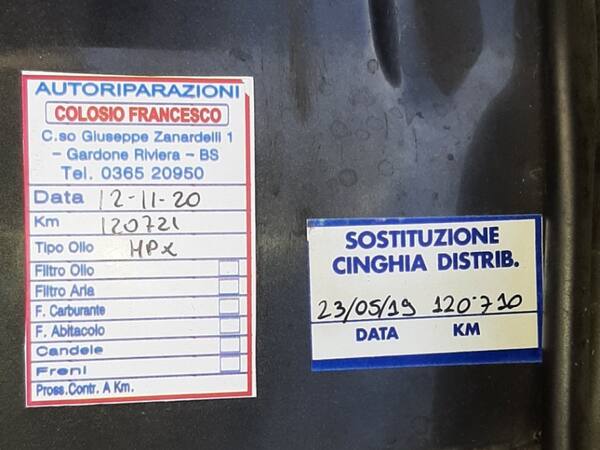 AUTORIPARAZIONI
COLOSIO FRANCESCO
C.so Giuseppe Zanardelli 1
- Gardone Riviera - BS
Tel. 0365 20950
Data 12-11-20
Km 120721
Tipo Olio HPX
Filtro Olio
Filtro Aria
F. Carburante
F. Abitacolo
Candele
Freni
Pross.Contr. A Km.
SOSTITUZIONE
CINGHIA DISTRIB.
23/05/19 120.710
DATA KM